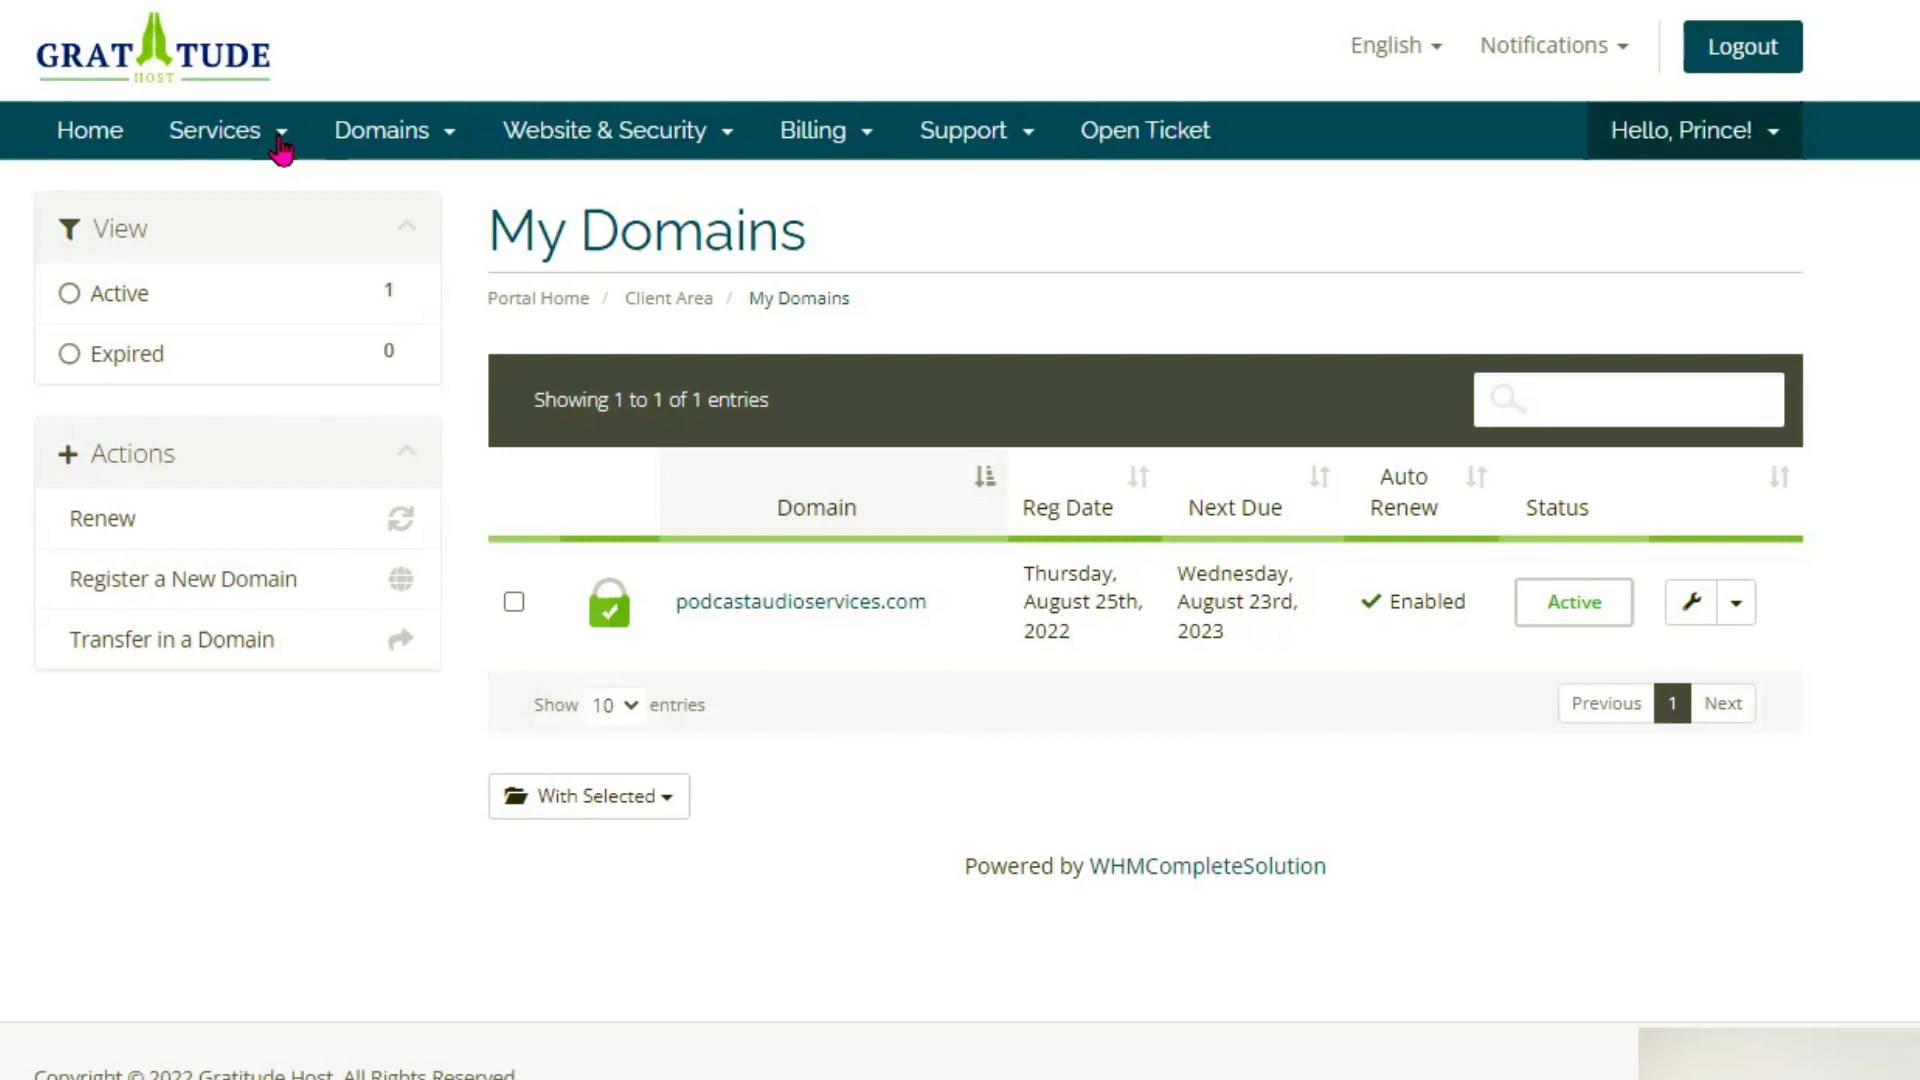 GRATITUDE
HOST
English
Notifications
Logout
Home
Services
Domains
Website & Security
Billing
Support
Open Ticket
Hello, Prince!
View
Active
1
Expired
0
Actions
Renew
Register a New Domain
Transfer in a Domain
My Domains
Portal Home / Client Area / My Domains
Showing 1 to 1 of 1 entries
Domain
Reg Date
Next Due
Auto
Renew
Status
podcastaudioservices.com
Thursday,
August 25th,
2022
Wednesday,
August 23rd,
2023
Enabled
Active
Show 10 entries
Previous 1 Next
With Selected
Powered by WHMCompleteSolution
Copyright © 2022 Gratitude Host. All Rights Reserved.